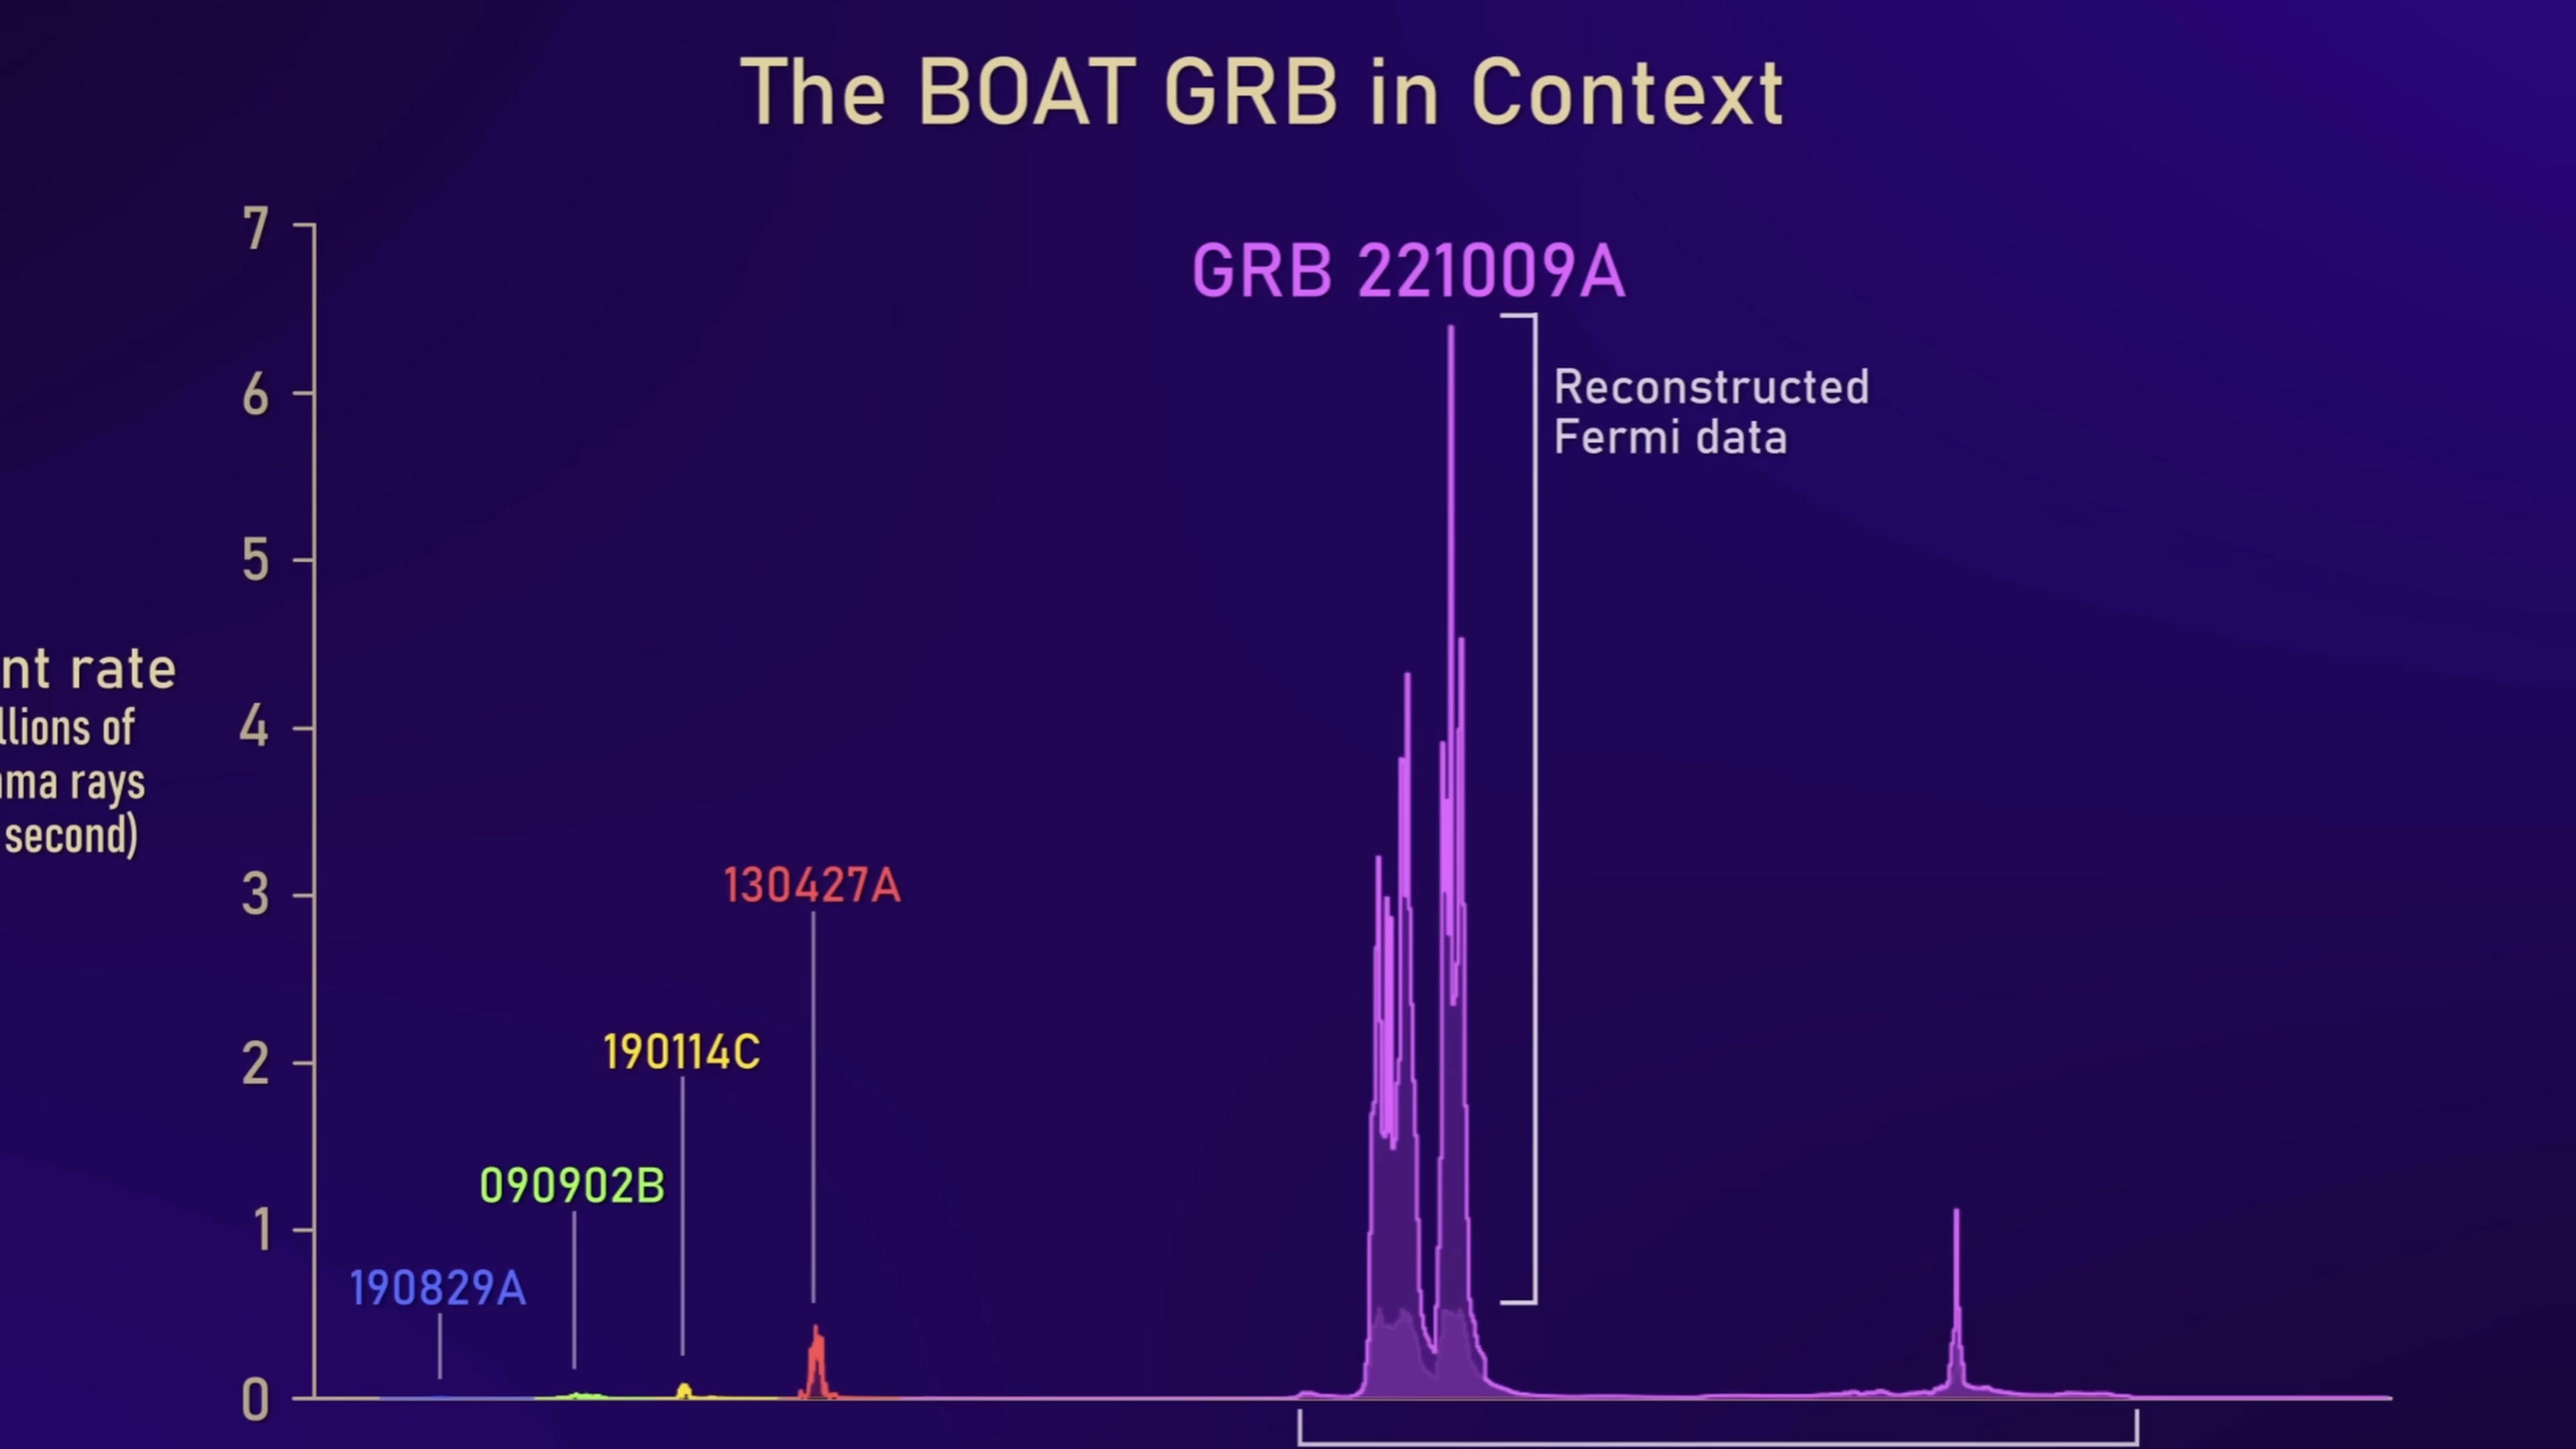 The BOAT GRB in Context
7
GRB 221009A
6
Reconstructed
Fermi data
5
nt rate
llions of
4
ma rays
second)
3
130427A
2
190114C
1
090902B
190829A
0